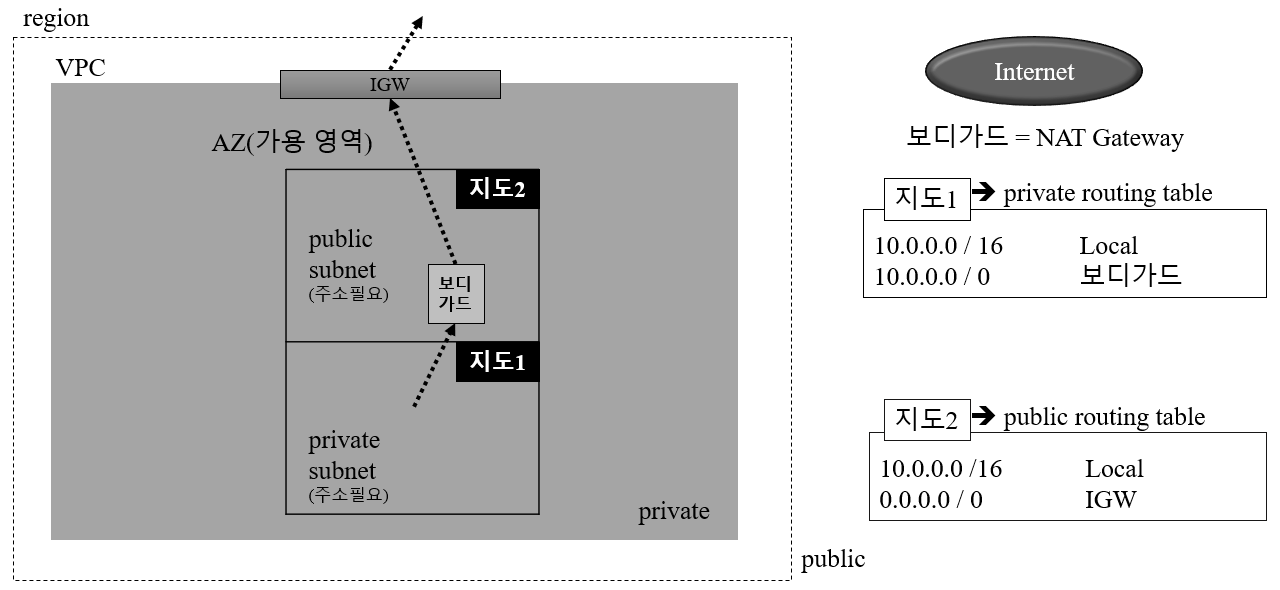 region
VPC
IGW
AZ(가용 영역)
지도2
public
subnet
(주소필요)
보디
가드
지도1
private
subnet
(주소필요)
private
public
Internet
보디가드 = NAT Gateway
지도1 → private routing table
10.0.0.0 / 16 Local
10.0.0.0 / 0 보디가드
지도2 → public routing table
10.0.0.0 /16 Local
0.0.0.0 / 0 IGW